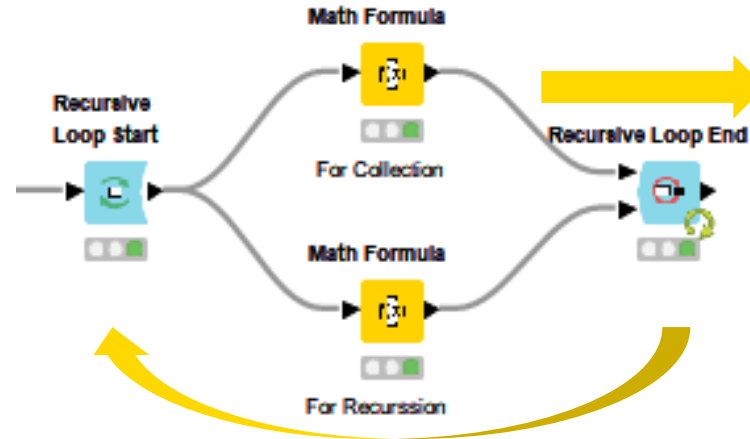 Math Formula
Recursive
Loop Start
For Collection
Recursive Loop End
Math Formula
For Recurssion